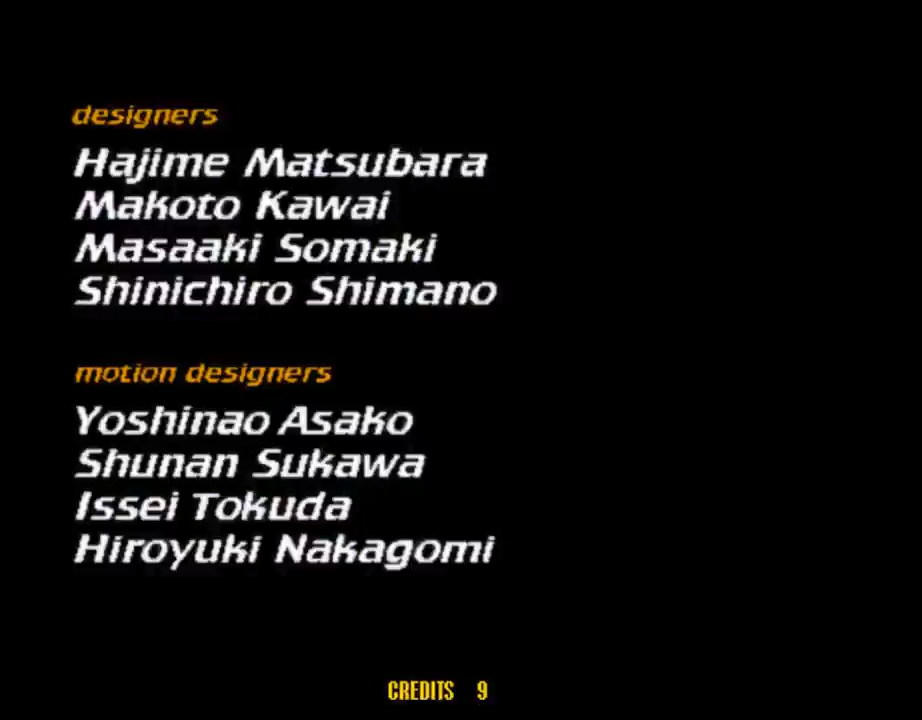 designers
Hajime Matsubara
Makoto Kawai
Masaaki Somaki
Shinichiro Shimano
motion designers
Yoshinao Asako
Shunan Sukawa
Issei Tokuda
Hiroyuki Nakagomi
CREDITS 9